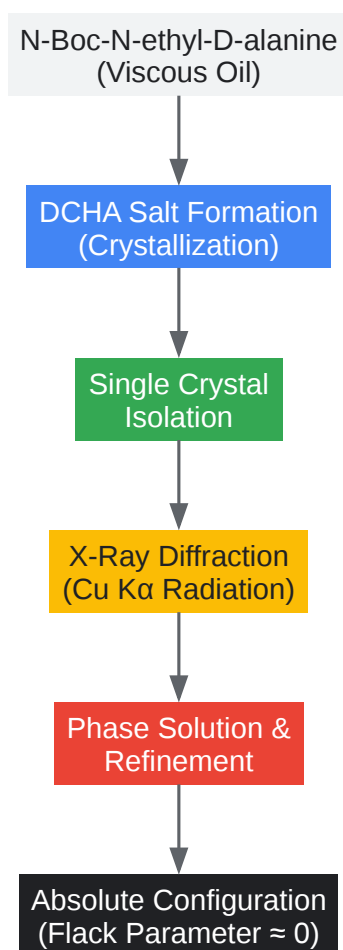 N-Boc-N-ethyl-D-alanine
(Viscous Oil)
DCHA Salt Formation
(Crystallization)
Single Crystal
Isolation
X-Ray Diffraction
(Cu Kα Radiation)
Phase Solution &
Refinement
Absolute Configuration
(Flack Parameter ≈ 0)